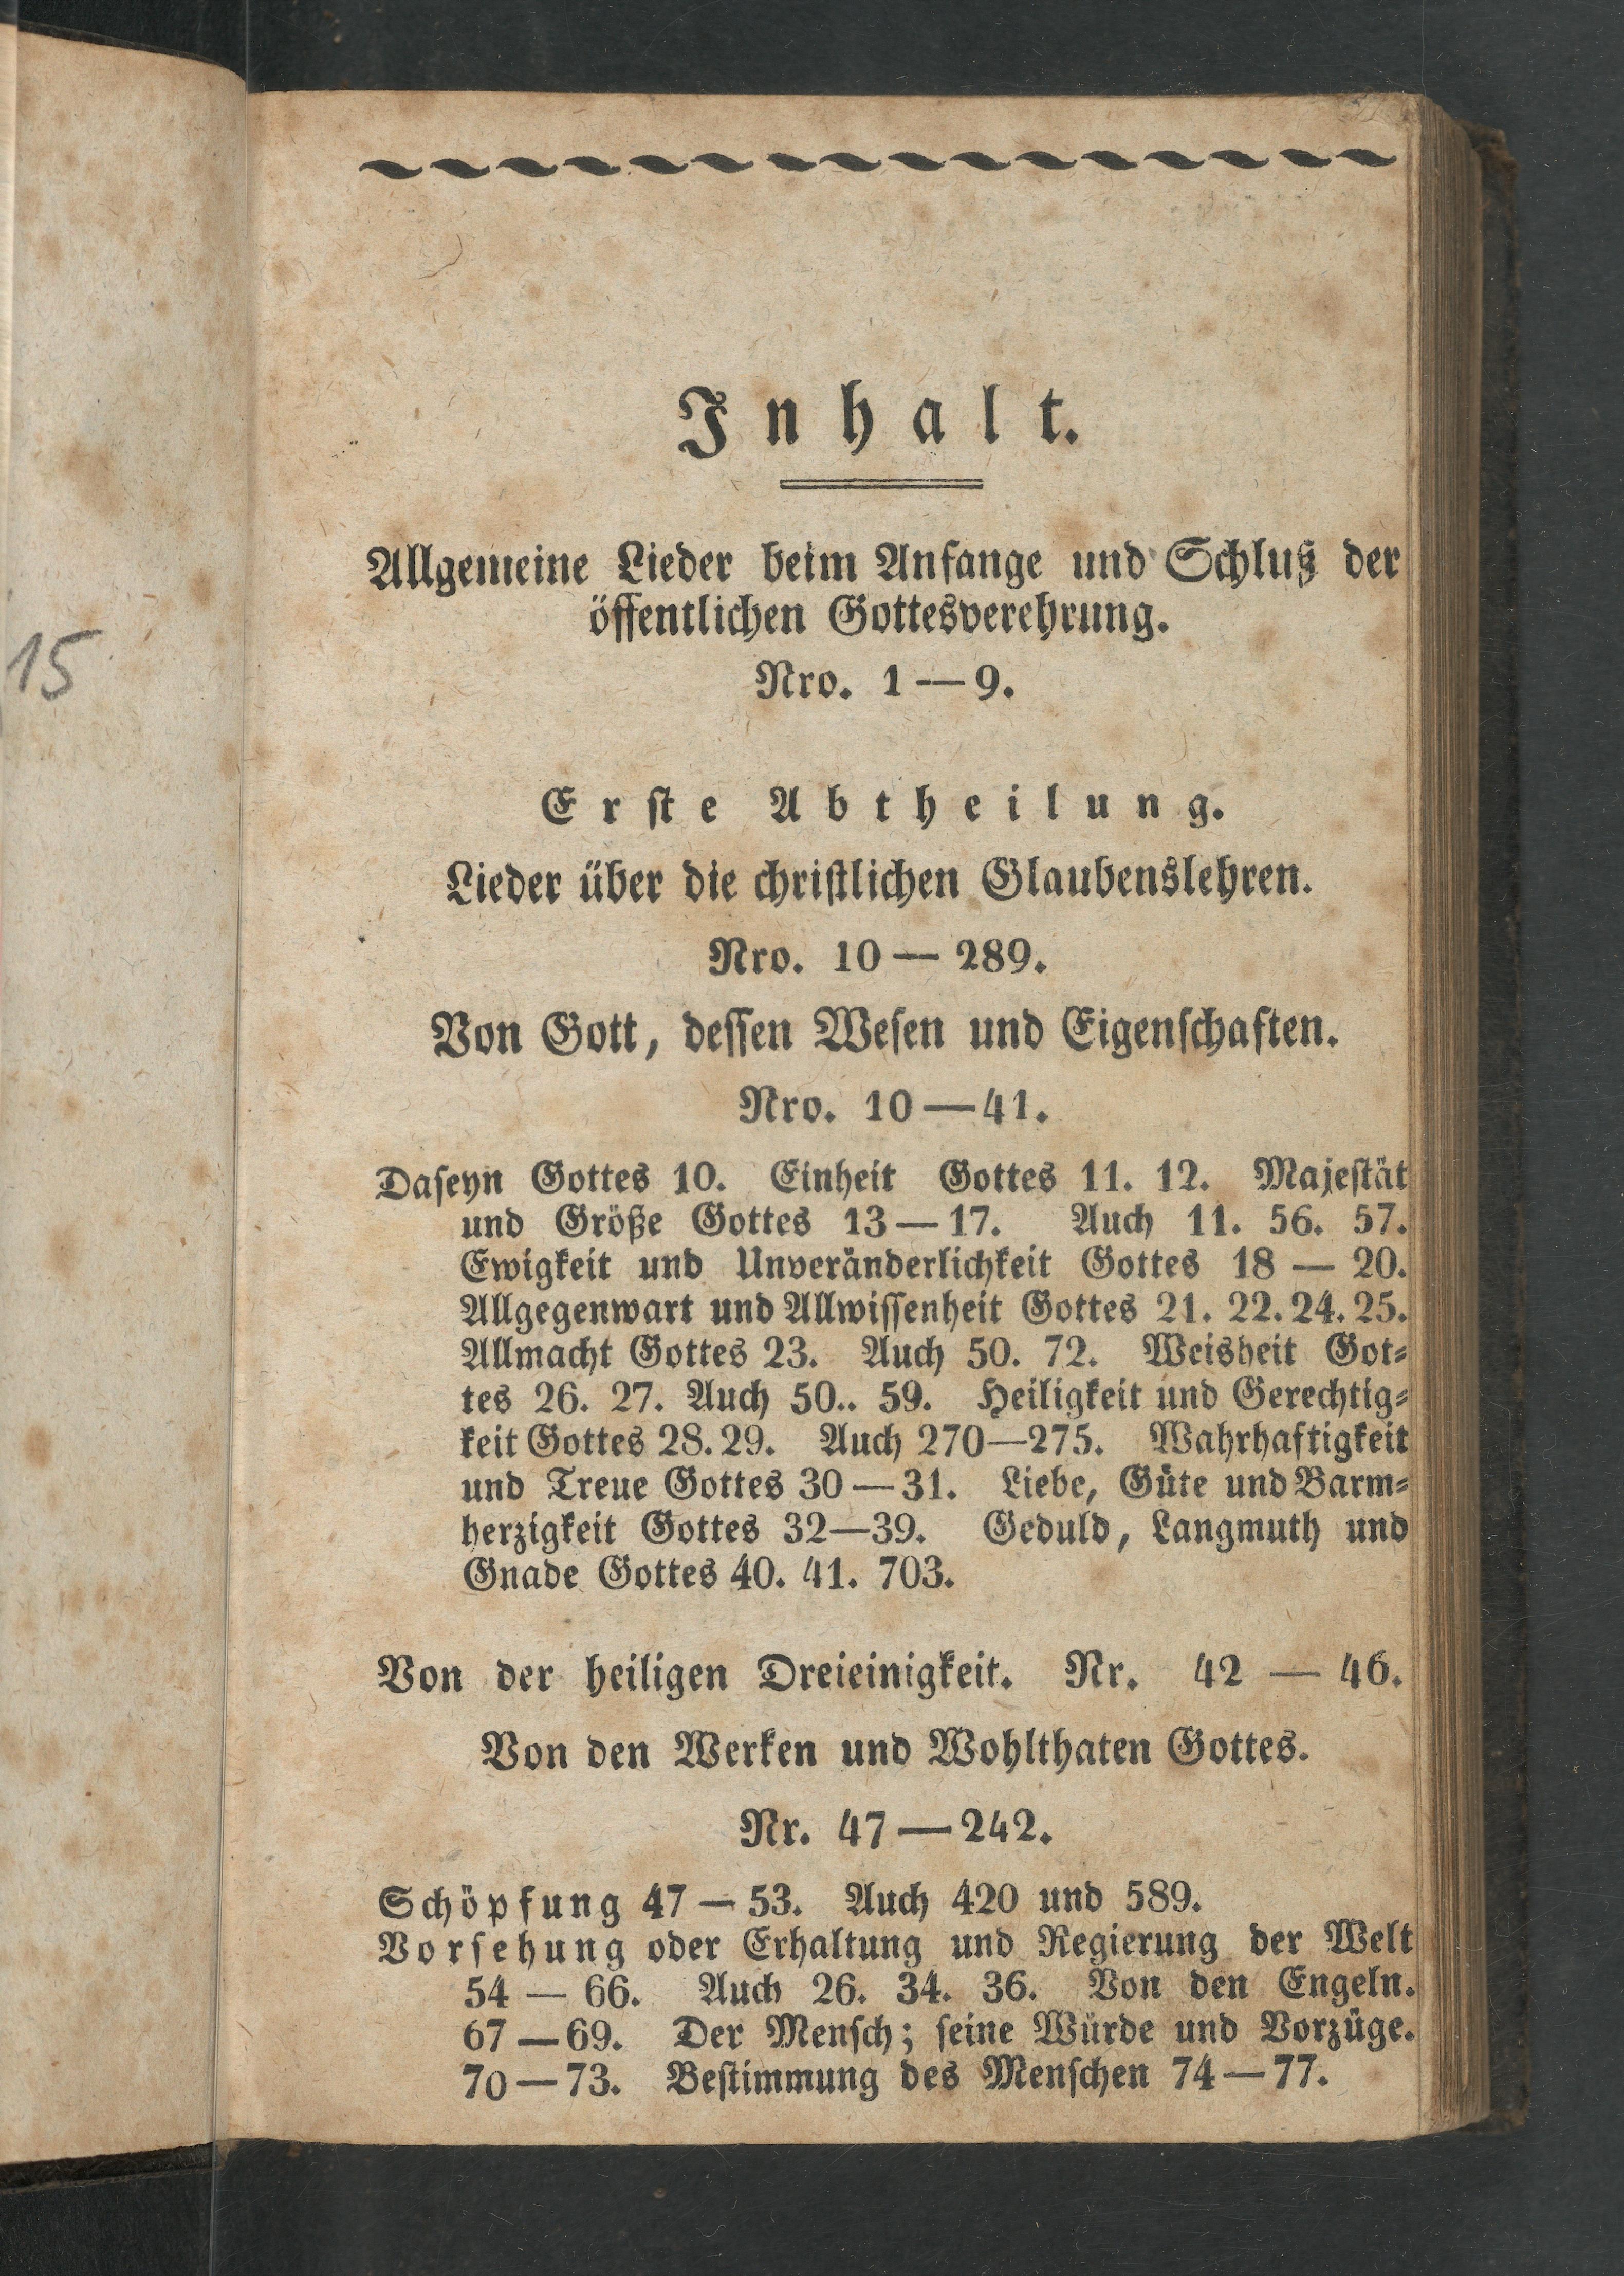 15
Inhalt.
Allgemeine Lieder beim Anfange und Schluß der
öffentlichen Gottesverehrung.
Nro. 1 — 9.
Erste Abtheilung.
Lieder über die christlichen Glaubenslehren.
Nro. 10 — 289.
Von Gott, dessen Wesen und Eigenschaften.
Nro. 10 — 41.
Daseyn Gottes 10. Einheit Gottes 11. 12. Majestät
und Größe Gottes 13 — 17. Auch 11. 56. 57.
Ewigkeit und Unveränderlichkeit Gottes 18 — 20.
Allgegenwart und Allwissenheit Gottes 21. 22. 24. 25.
Allmacht Gottes 23. Auch 50. 72. Weisheit Got-
tes 26. 27. Auch 50.. 59. Heiligkeit und Gerechtig-
keit Gottes 28. 29. Auch 270—275. Wahrhaftigkeit
und Treue Gottes 30 — 31. Liebe, Güte und Barm-
herzigkeit Gottes 32—39. Geduld, Langmuth und
Gnade Gottes 40. 41. 703.
Von der heiligen Dreieinigkeit. Nr. 42 — 46.
Von den Werken und Wohlthaten Gottes.
Nr. 47 — 242.
Schöpfung 47 — 53. Auch 420 und 589.
Vorsehung oder Erhaltung und Regierung der Welt
54 — 66. Auch 26. 34. 36. Von den Engeln.
67 — 69. Der Mensch; seine Würde und Vorzüge.
70 — 73. Bestimmung des Menschen 74 — 77.